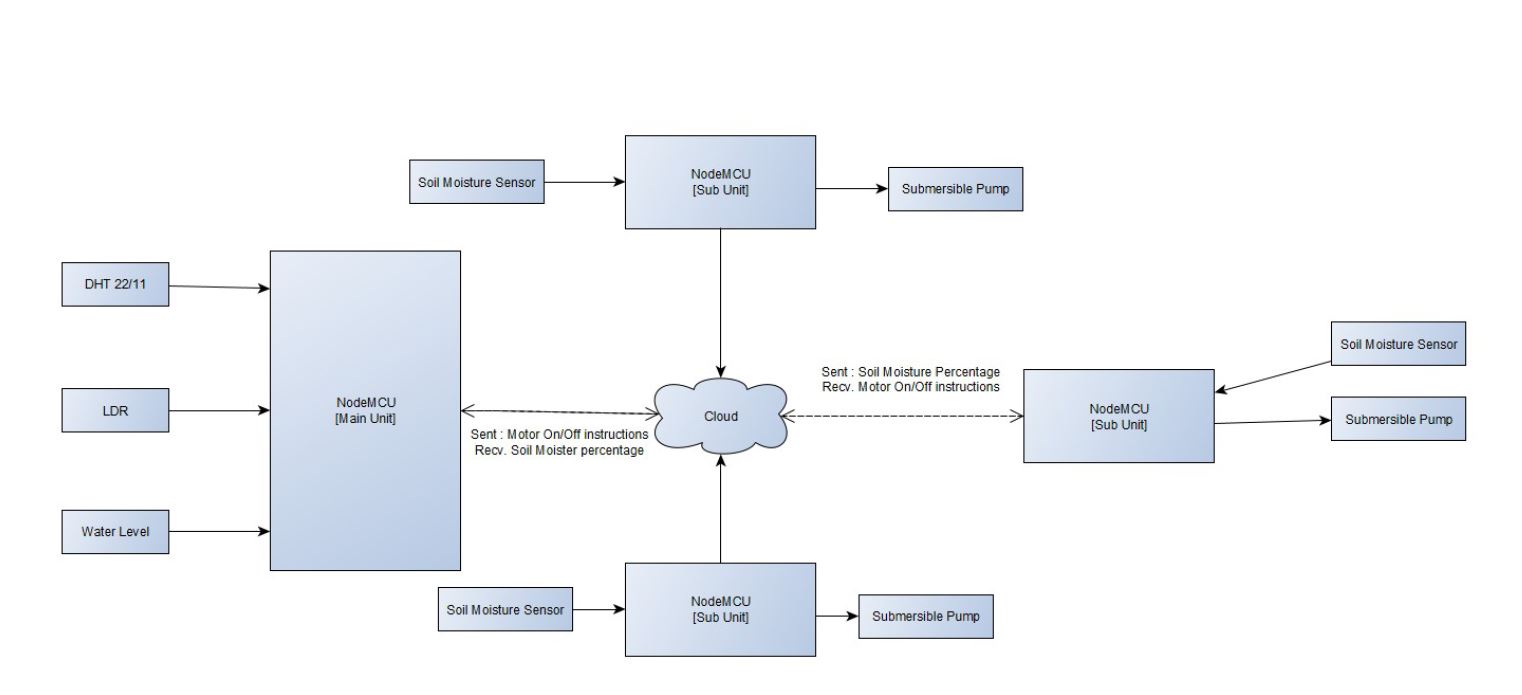 NodeMCU
[Sub Unit]
Soil Moisture Sensor
Submersible Pump
DHT 22/11
LDR
Water Level
NodeMCU
[Main Unit]
Sent : Motor On/Off instructions
Recv. Soil Moister percentage
Cloud
Sent : Soil Moisture Percentage
Recv. Motor On/Off instructions
NodeMCU
[Sub Unit]
Soil Moisture Sensor
Submersible Pump
Soil Moisture Sensor
NodeMCU
[Sub Unit]
Submersible Pump